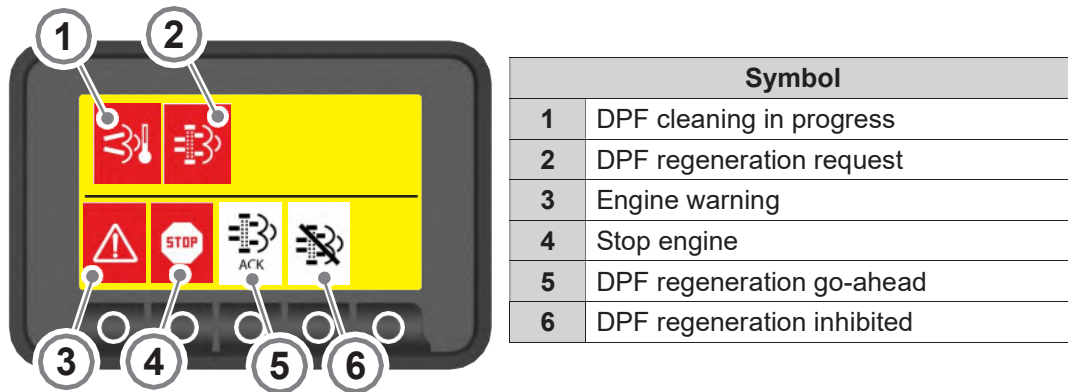 1
2
STOP
ACK
3
4
5
6
Symbol
1 DPF cleaning in progress
2 DPF regeneration request
3 Engine warning
4 Stop engine
5 DPF regeneration go-ahead
6 DPF regeneration inhibited